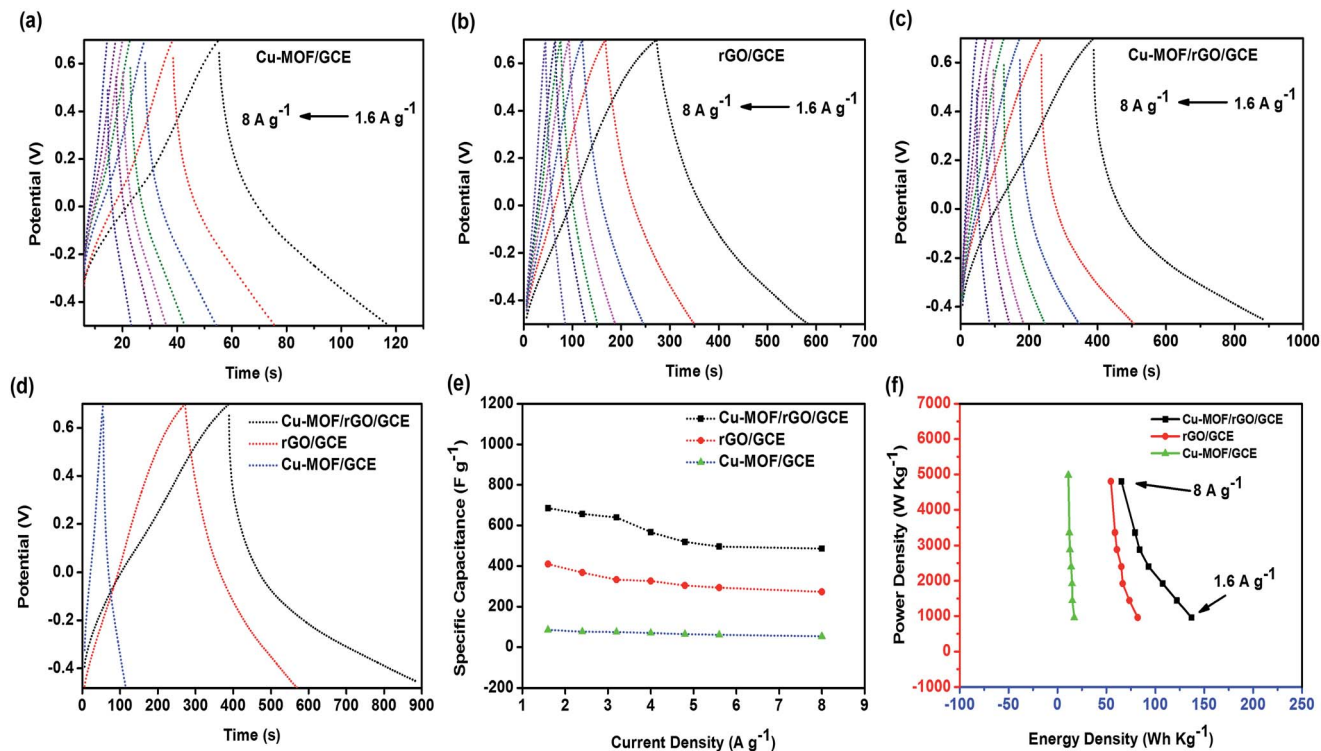 (a)
Cu-MOF/GCE
8 A g-1
1.6 A g-1
Potential (V)
0.6
0.4
0.2
0.0
-0.2
-0.4
20 40 60 80 100 120
Time (s)
(b)
rGO/GCE
8 A g-1
1.6 A g-1
Potential (V)
0.6
0.4
0.2
0.0
-0.2
-0.4
0 100 200 300 400 500 600 700
Time (s)
(c)
Cu-MOF/rGO/GCE
8 A g-1
1.6 A g-1
Potential (V)
0.6
0.4
0.2
0.0
-0.2
-0.4
0 200 400 600 800 1000
Time (s)
(d)
Cu-MOF/rGO/GCE
rGO/GCE
Cu-MOF/GCE
Potential (V)
0.6
0.4
0.2
0.0
-0.2
-0.4
0 100 200 300 400 500 600 700 800 900
Time (s)
(e)
Cu-MOF/rGO/GCE
rGO/GCE
Cu-MOF/GCE
Specific Capacitance (F g-1)
1200
1000
800
600
400
200
0
-200
1 2 3 4 5 6 7 8 9
Current Density (A g-1)
(f)
Cu-MOF/rGO/GCE
rGO/GCE
Cu-MOF/GCE
8 A g-1
1.6 A g-1
Power Density (W Kg-1)
7000
6000
5000
4000
3000
2000
1000
0
-1000
-100 -50 0 50 100 150 200 250
Energy Density (Wh Kg-1)